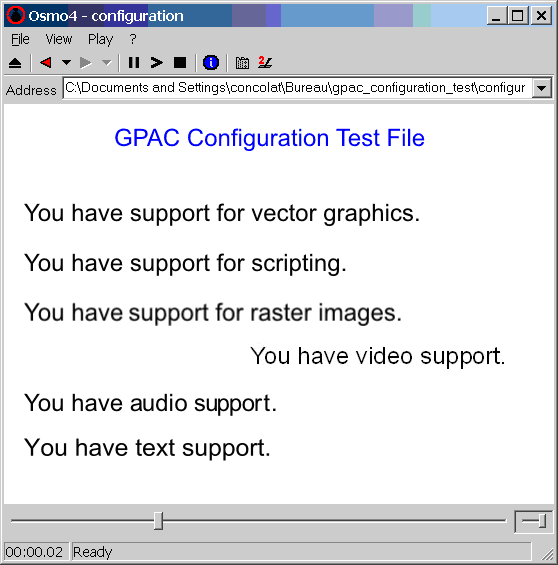 Osmo4 - configuration
File View Play ?
Address C:\Documents and Settings\concolat\Bureau\gpac_configuration_test\configur
GPAC Configuration Test File
You have support for vector graphics.
You have support for scripting.
You have support for raster images.
You have video support.
You have audio support.
You have text support.
00:00.02 Ready